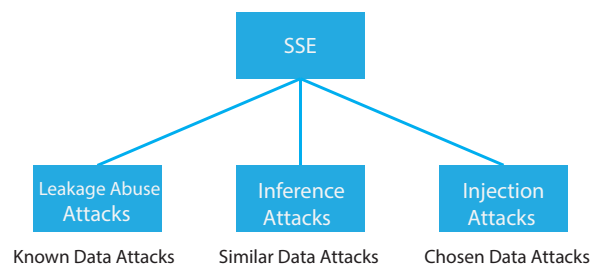 SSE
Leakage Abuse
Attacks
Inference
Attacks
Injection
Attacks
Known Data Attacks
Similar Data Attacks
Chosen Data Attacks